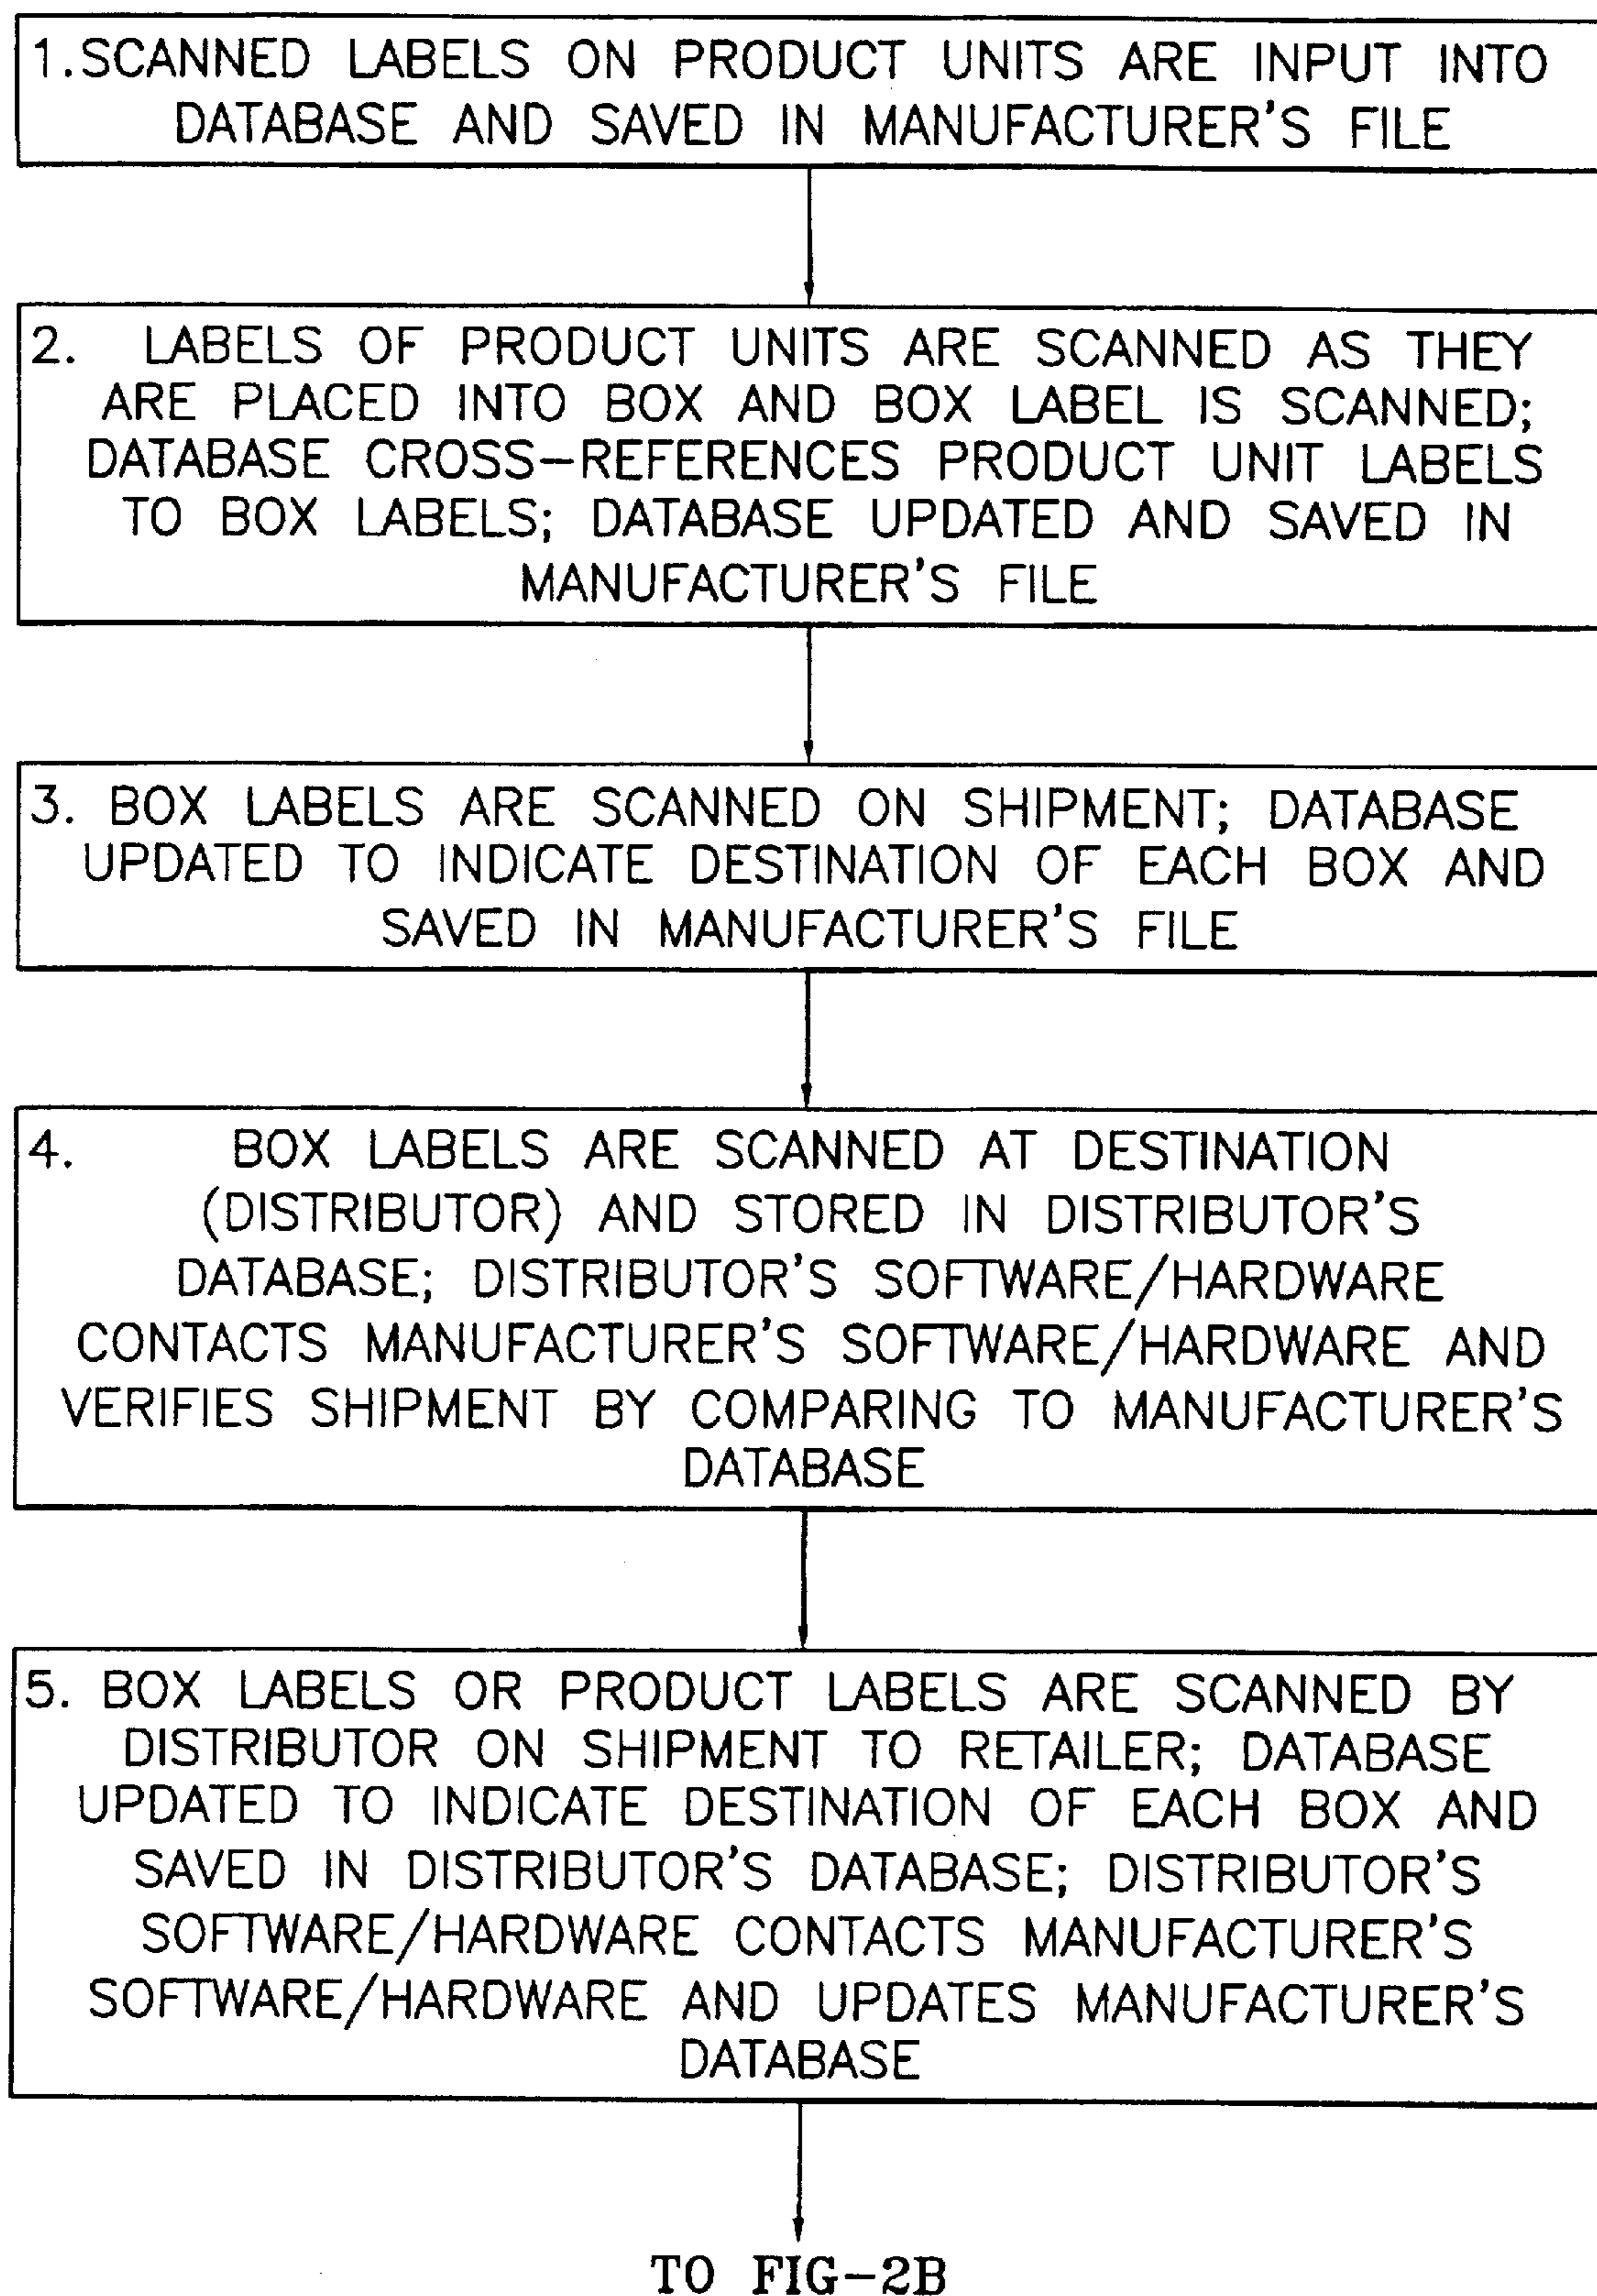 1. SCANNED LABELS ON PRODUCT UNITS ARE INPUT INTO
DATABASE AND SAVED IN MANUFACTURER'S FILE
2. LABELS OF PRODUCT UNITS ARE SCANNED AS THEY
ARE PLACED INTO BOX AND BOX LABEL IS SCANNED;
DATABASE CROSS-REFERENCES PRODUCT UNIT LABELS
TO BOX LABELS; DATABASE UPDATED AND SAVED IN
MANUFACTURER'S FILE
3. BOX LABELS ARE SCANNED ON SHIPMENT; DATABASE
UPDATED TO INDICATE DESTINATION OF EACH BOX AND
SAVED IN MANUFACTURER'S FILE
4. BOX LABELS ARE SCANNED AT DESTINATION
(DISTRIBUTOR) AND STORED IN DISTRIBUTOR'S
DATABASE; DISTRIBUTOR'S SOFTWARE/HARDWARE
CONTACTS MANUFACTURER'S SOFTWARE/HARDWARE AND
VERIFIES SHIPMENT BY COMPARING TO MANUFACTURER'S
DATABASE
5. BOX LABELS OR PRODUCT LABELS ARE SCANNED BY
DISTRIBUTOR ON SHIPMENT TO RETAILER; DATABASE
UPDATED TO INDICATE DESTINATION OF EACH BOX AND
SAVED IN DISTRIBUTOR'S DATABASE; DISTRIBUTOR'S
SOFTWARE/HARDWARE CONTACTS MANUFACTURER'S
SOFTWARE/HARDWARE AND UPDATES MANUFACTURER'S
DATABASE
TO FIG-2B